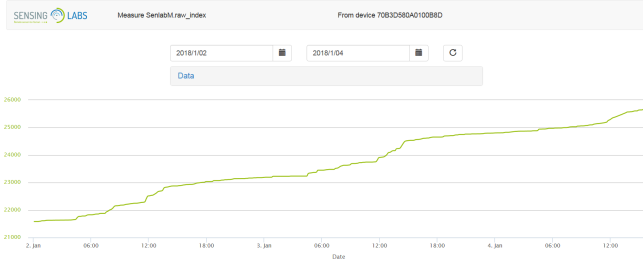 SENSING LABS
Measure SenlabM.raw_index
From device 70B3D580A0100B8D
2018/1/02
2018/1/04
C
Data
26000
25000
24000
23000
22000
21000
2. Jan 06:00 12:00 18:00 3. Jan 06:00 12:00 18:00 4. Jan 06:00 12:00
Date